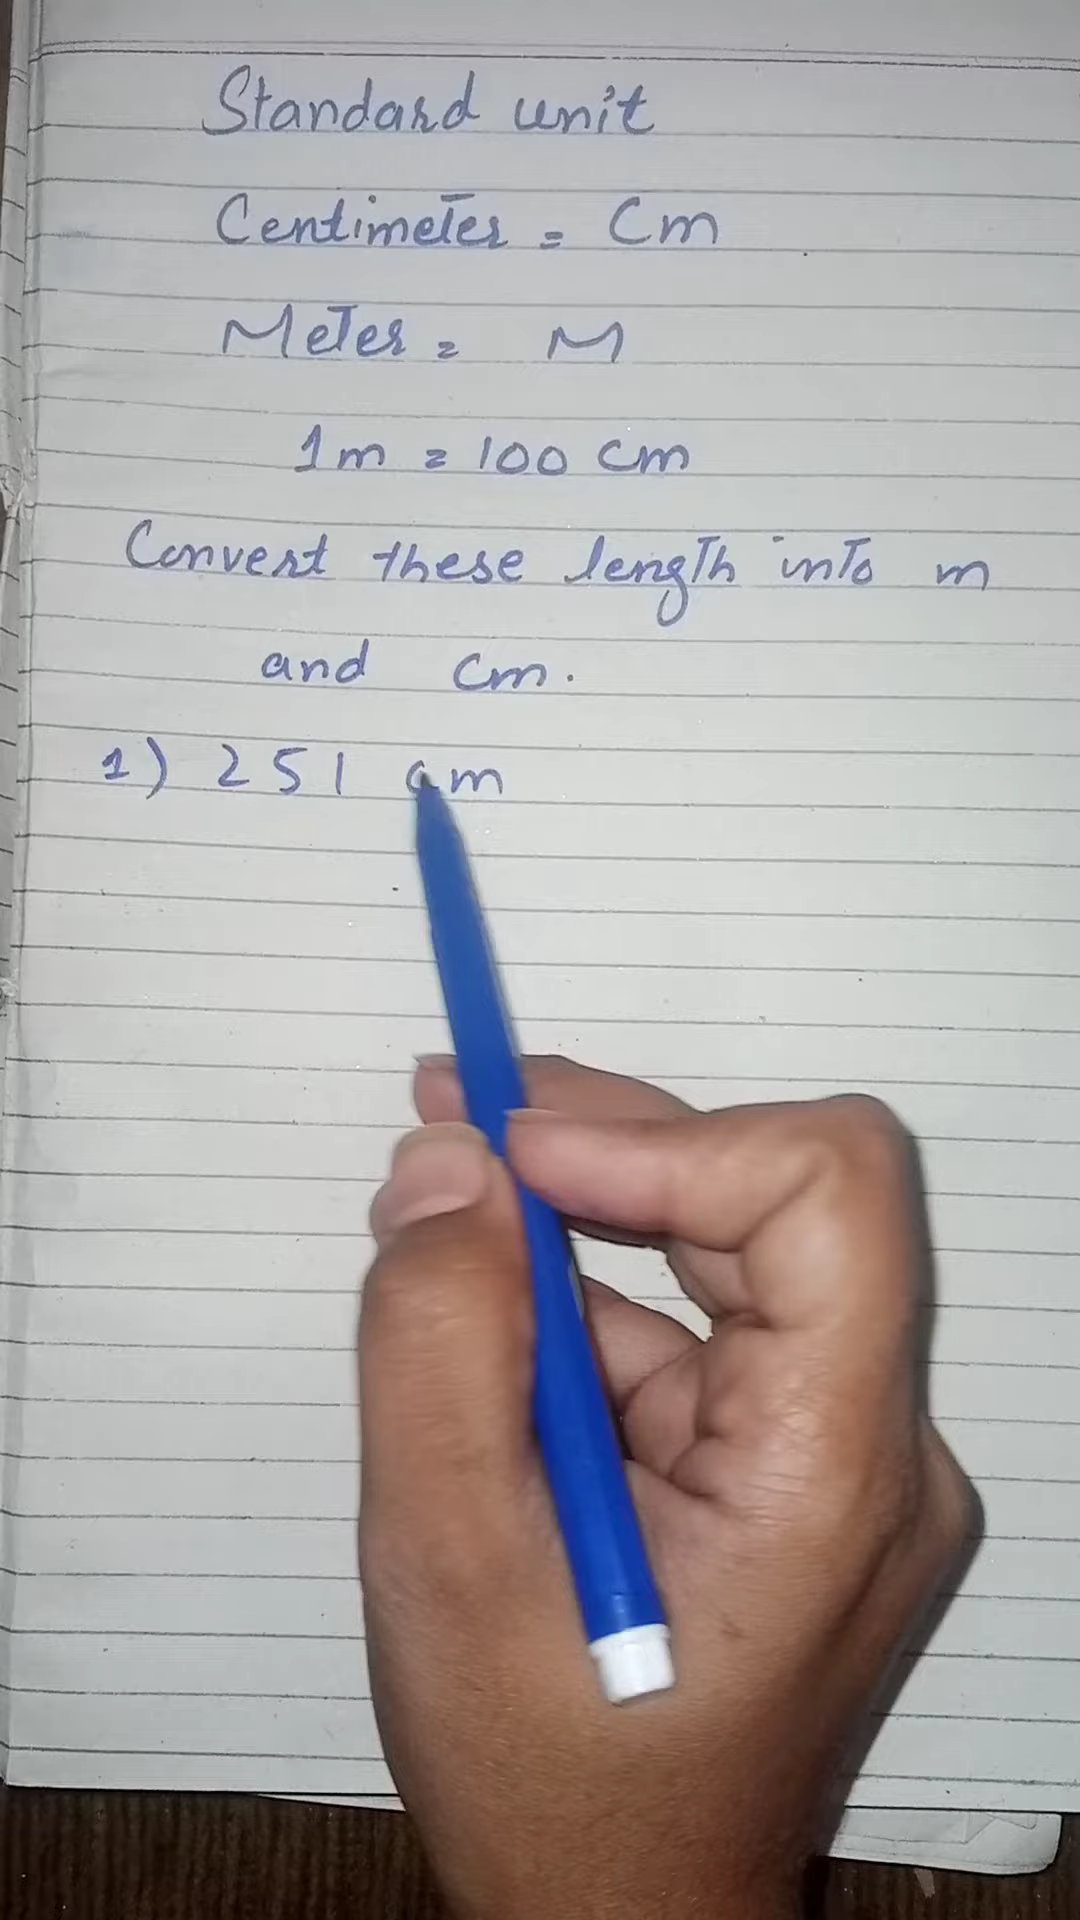 Standard unit
Centimeter = Cm
Meter = M
1m = 100 cm
Convert these length into m
and cm.
1) 251 cm